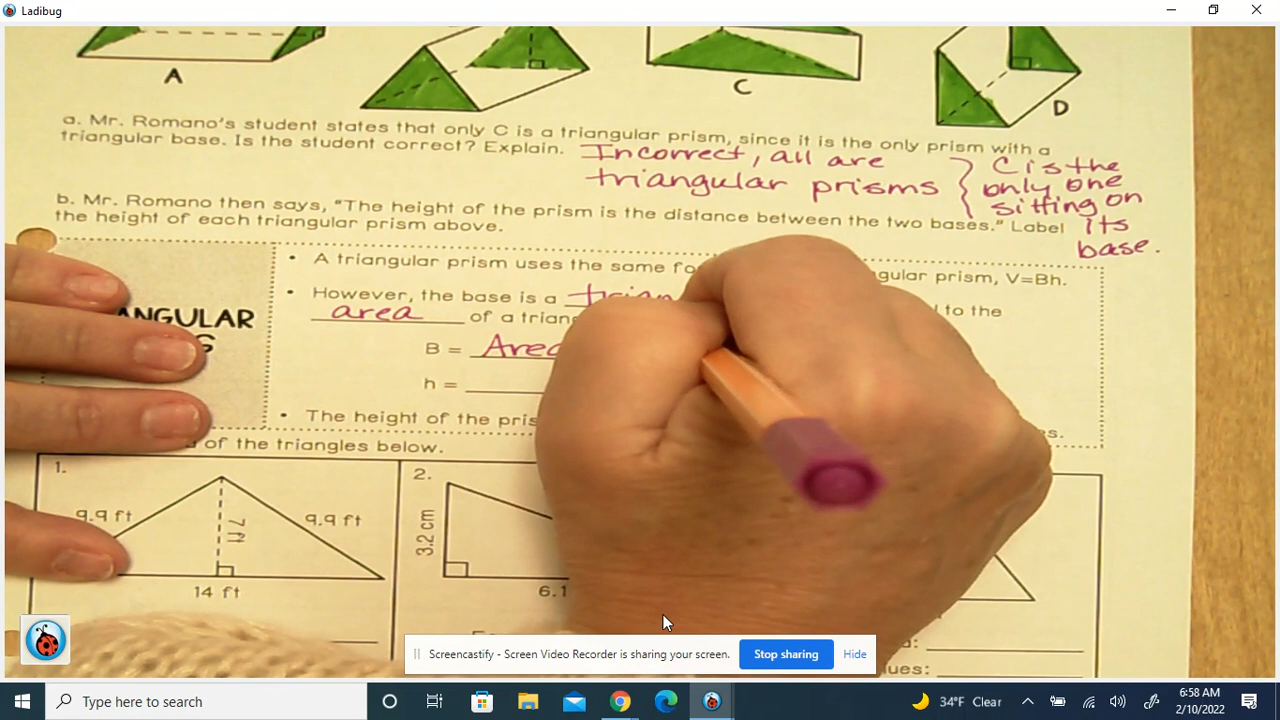 Ladibug
A
C
D
a. Mr. Romano's student states that only C is a triangular prism, since it is the only prism with a
triangular base. Is the student correct? Explain. Incorrect, all are
triangular prisms
C is the
only one
sitting on
its
base.
b. Mr. Romano then says, "The height of the prism is the distance between the two bases." Label
the height of each triangular prism above.
• A triangular prism uses the same gular prism, V=Bh.
• However, the base is a to the
area of a
B = Area
h =
• The height of the
of the triangles below.
1.
9.9 ft
7 ft
9.9 ft
14 ft
2.
3.2 cm
6.1
Screencastify - Screen Video Recorder is sharing your screen.
Stop sharing
Hide
Type here to search
34°F Clear
6:58 AM
2/10/2022